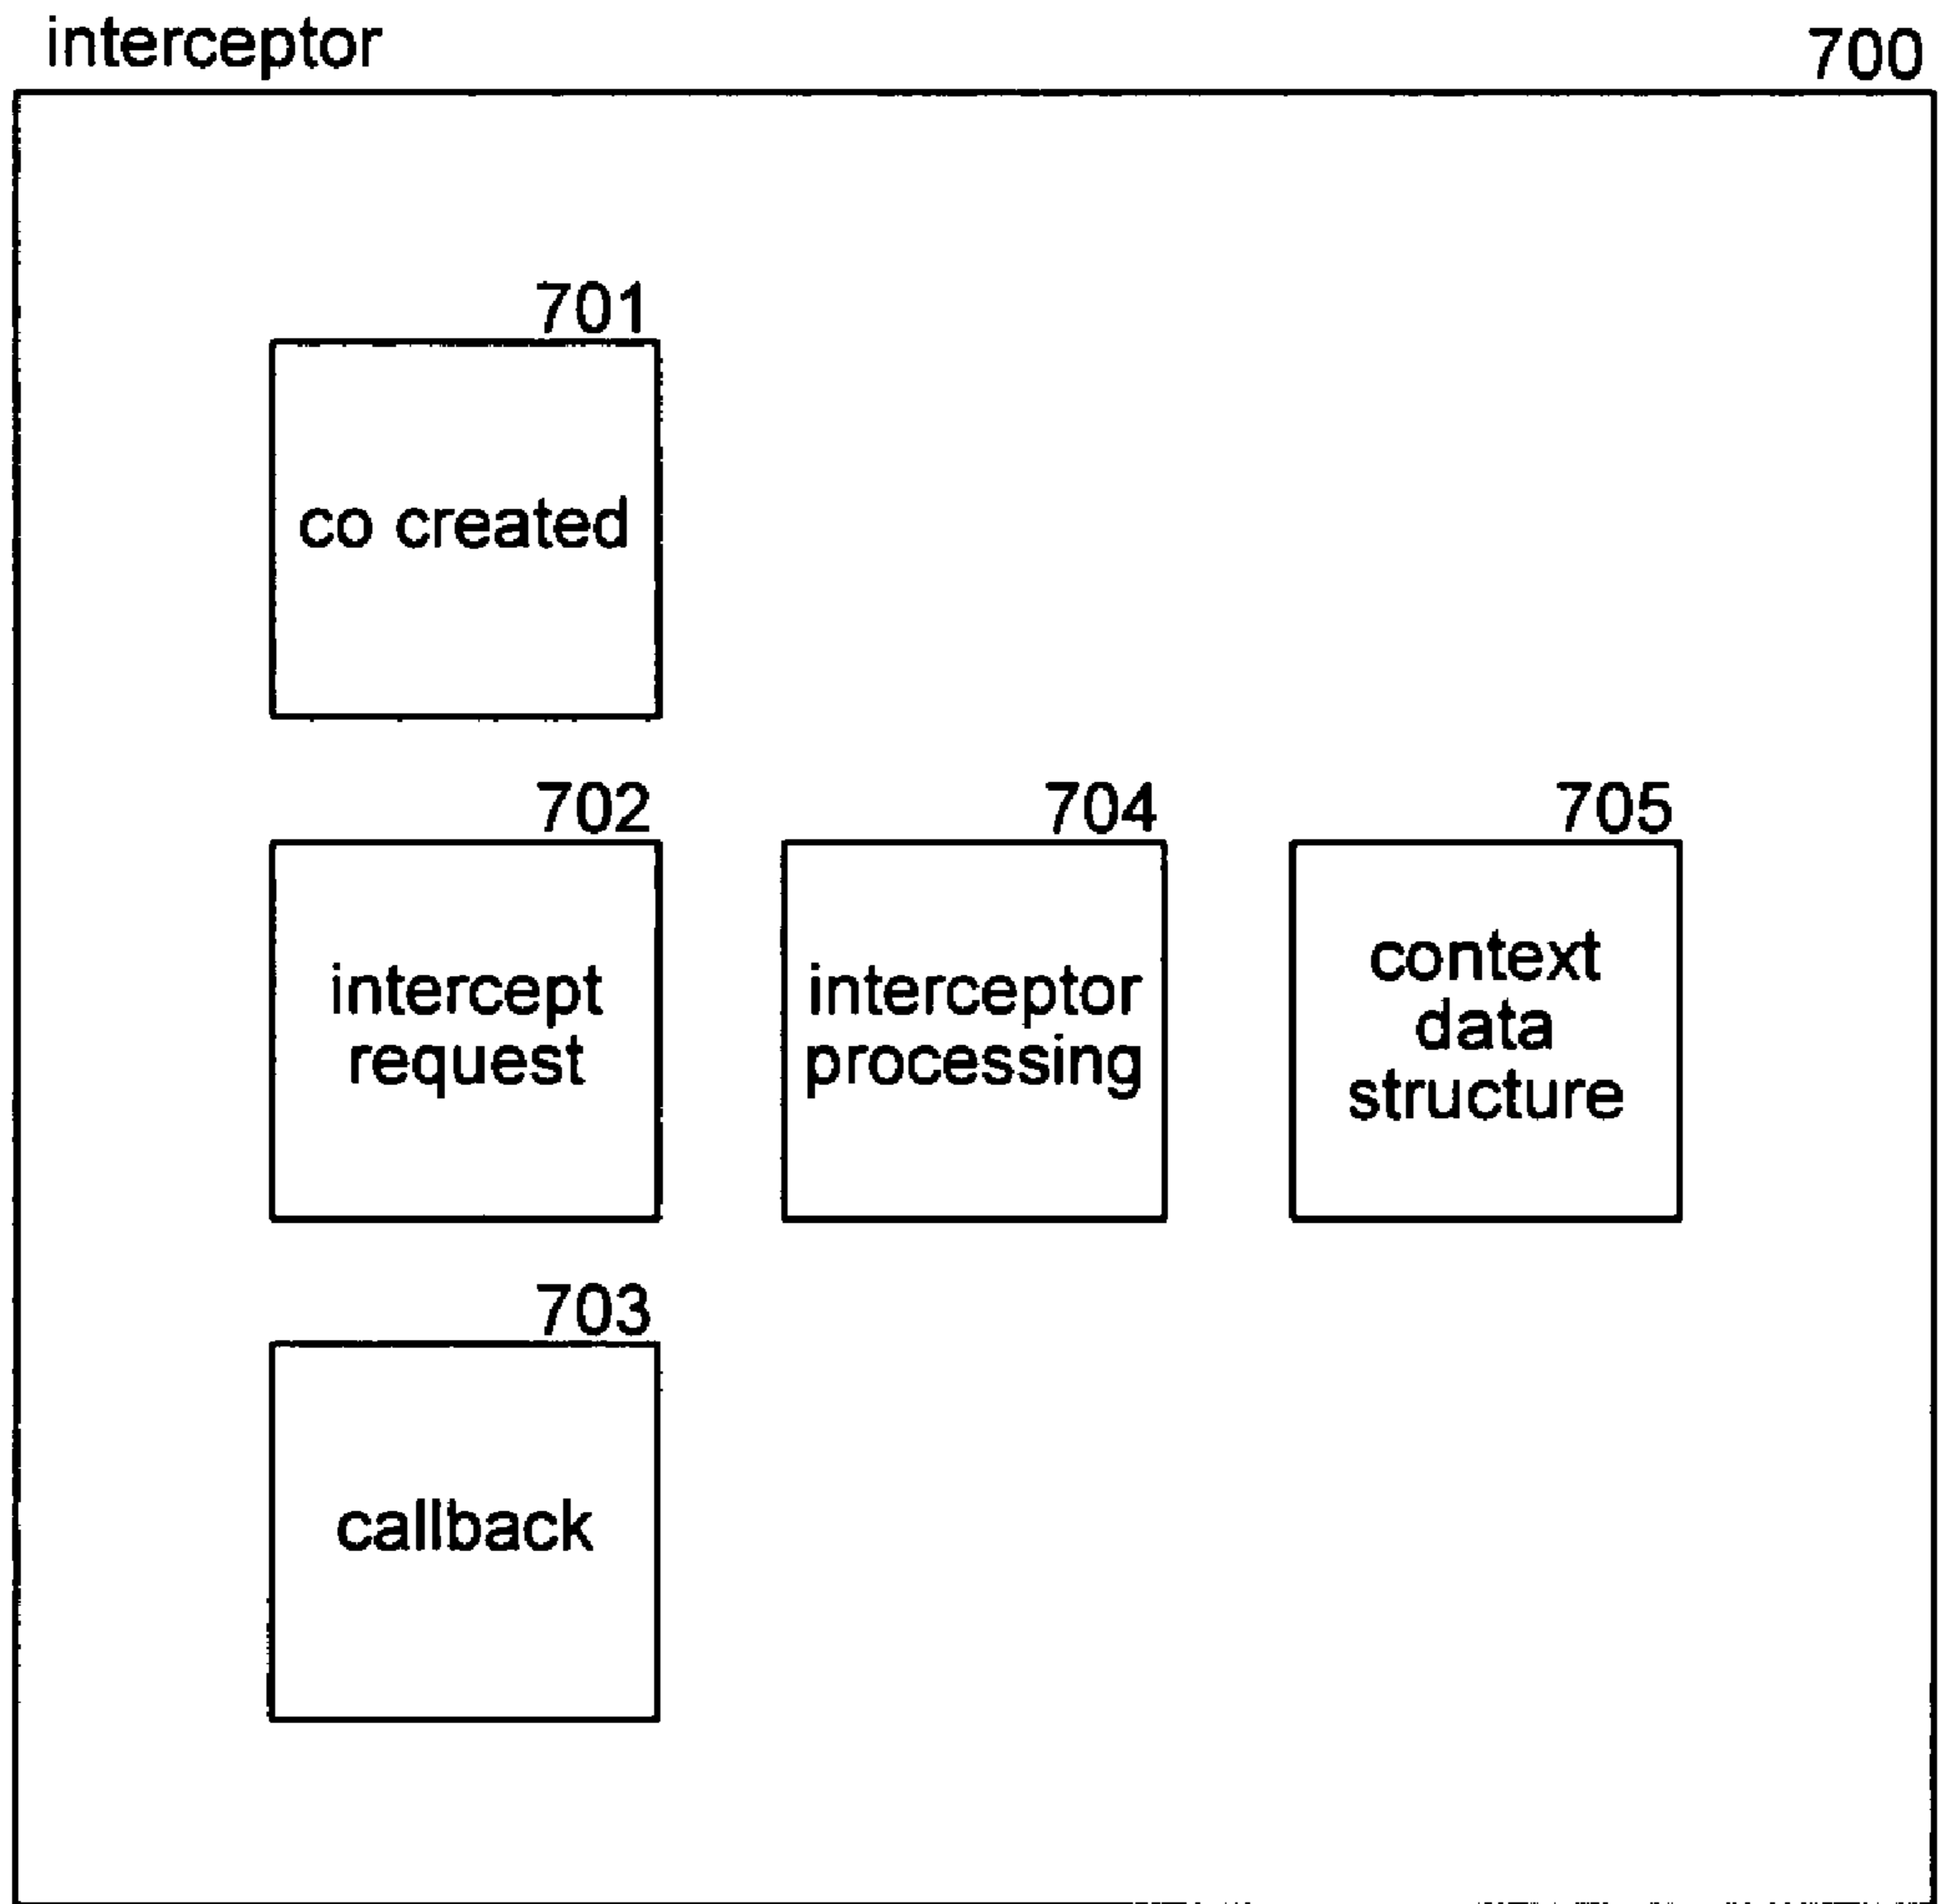 interceptor
700
701
co created
702
intercept
request
704
interceptor
processing
705
context
data
structure
703
callback